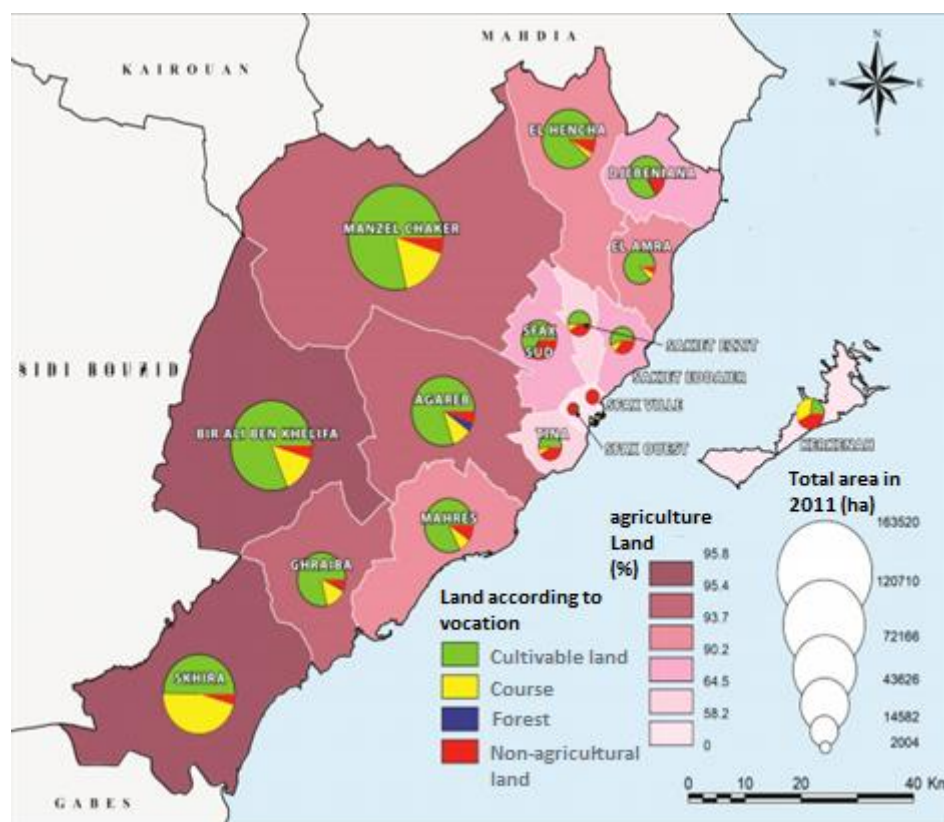 MAHDIA
KAIROUAN
N
W E
S
EL HENCHA
DJEBENIANA
MANZEL CHAKER
EL AMRA
SFAX
SUD
SAKIET EZZIT
SIDI BOUZID
SAKIET EDDAIER
AGAREB
SFAX VILLE
BIR ALI BEN KHELIFA
TINA
SFAX OUEST
KERKENAH
MAHRES
GHRAIBA
SKHIRA
GABES
Land according to
vocation
Cultivable land
Course
Forest
Non-agricultural
land
agriculture
Land
(%)
95.8
95.4
93.7
90.2
64.5
58.2
0
Total area in
2011 (ha)
163520
120710
72166
43626
14582
2004
0 10 20 40 Km